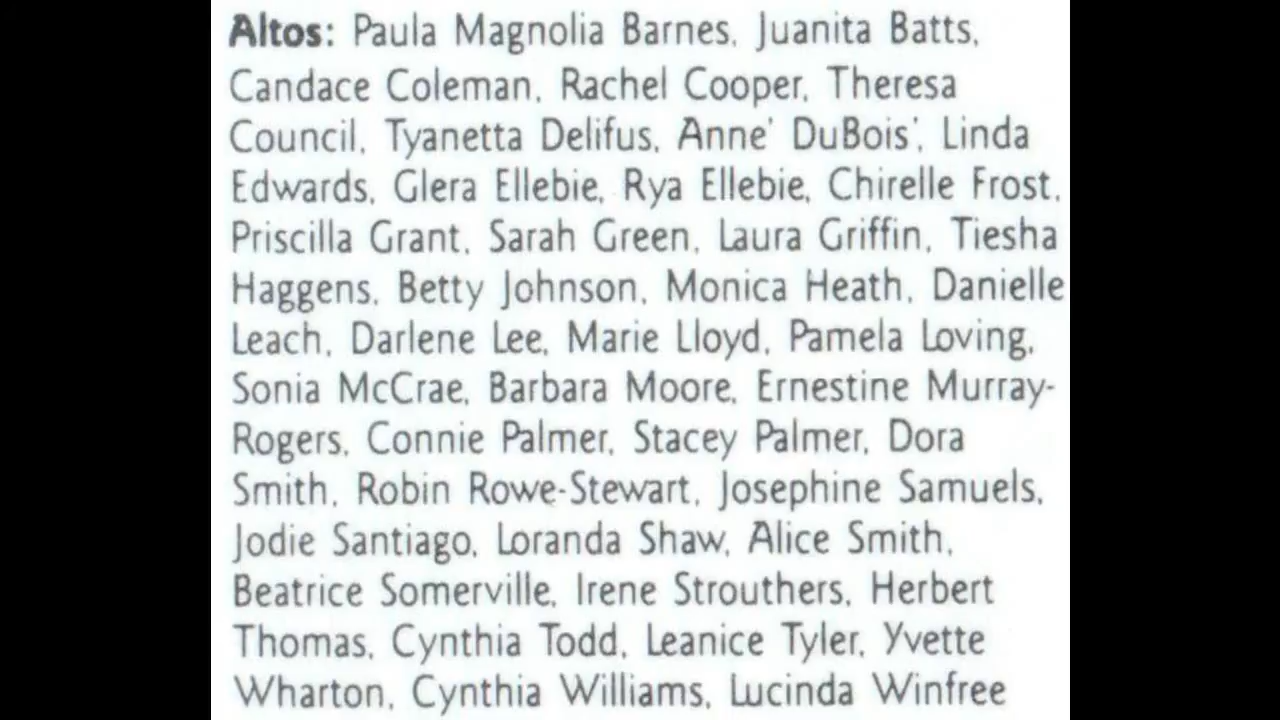 Altos: Paula Magnolia Barnes, Juanita Batts,
Candace Coleman, Rachel Cooper, Theresa
Council, Tyanetta Delifus, Anne' DuBois', Linda
Edwards, Glera Ellebie, Rya Ellebie, Chirelle Frost,
Priscilla Grant, Sarah Green, Laura Griffin, Tiesha
Haggens, Betty Johnson, Monica Heath, Danielle
Leach, Darlene Lee, Marie Lloyd, Pamela Loving,
Sonia McCrae, Barbara Moore, Ernestine Murray-
Rogers, Connie Palmer, Stacey Palmer, Dora
Smith, Robin Rowe-Stewart, Josephine Samuels,
Jodie Santiago, Loranda Shaw, Alice Smith,
Beatrice Somerville, Irene Strouthers, Herbert
Thomas, Cynthia Todd, Leanice Tyler, Yvette
Wharton, Cynthia Williams, Lucinda Winfree